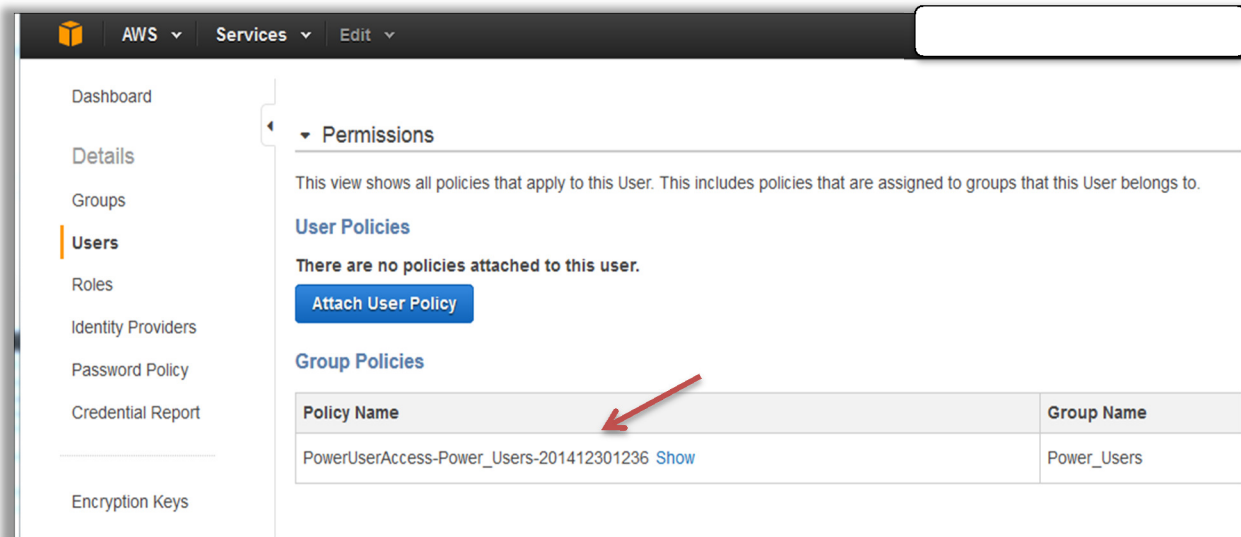 AWS Services Edit
Dashboard
Details
Groups
Users
Roles
Identity Providers
Password Policy
Credential Report
Encryption Keys
Permissions
This view shows all policies that apply to this User. This includes policies that are assigned to groups that this User belongs to.
User Policies
There are no policies attached to this user.
Attach User Policy
Group Policies
Policy Name Group Name
PowerUserAccess-Power_Users-201412301236 Show Power_Users